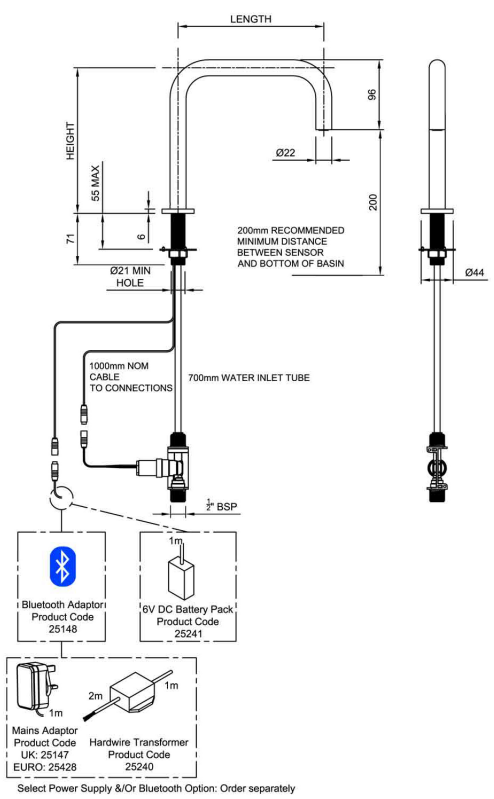 LENGTH
HEIGHT
96
Ø22
55 MAX
200
6
71
200mm RECOMMENDED
MINIMUM DISTANCE
BETWEEN SENSOR
AND BOTTOM OF BASIN
Ø21 MIN
HOLE
Ø44
1000mm NOM
CABLE
TO CONNECTIONS
700mm WATER INLET TUBE
½" BSP
1m
Bluetooth Adaptor
Product Code
25148
6V DC Battery Pack
Product Code
25241
1m
2m
1m
Mains Adaptor
Product Code
UK: 25147
EURO: 25428
Hardwire Transformer
Product Code
25240
Select Power Supply &/Or Bluetooth Option: Order separately